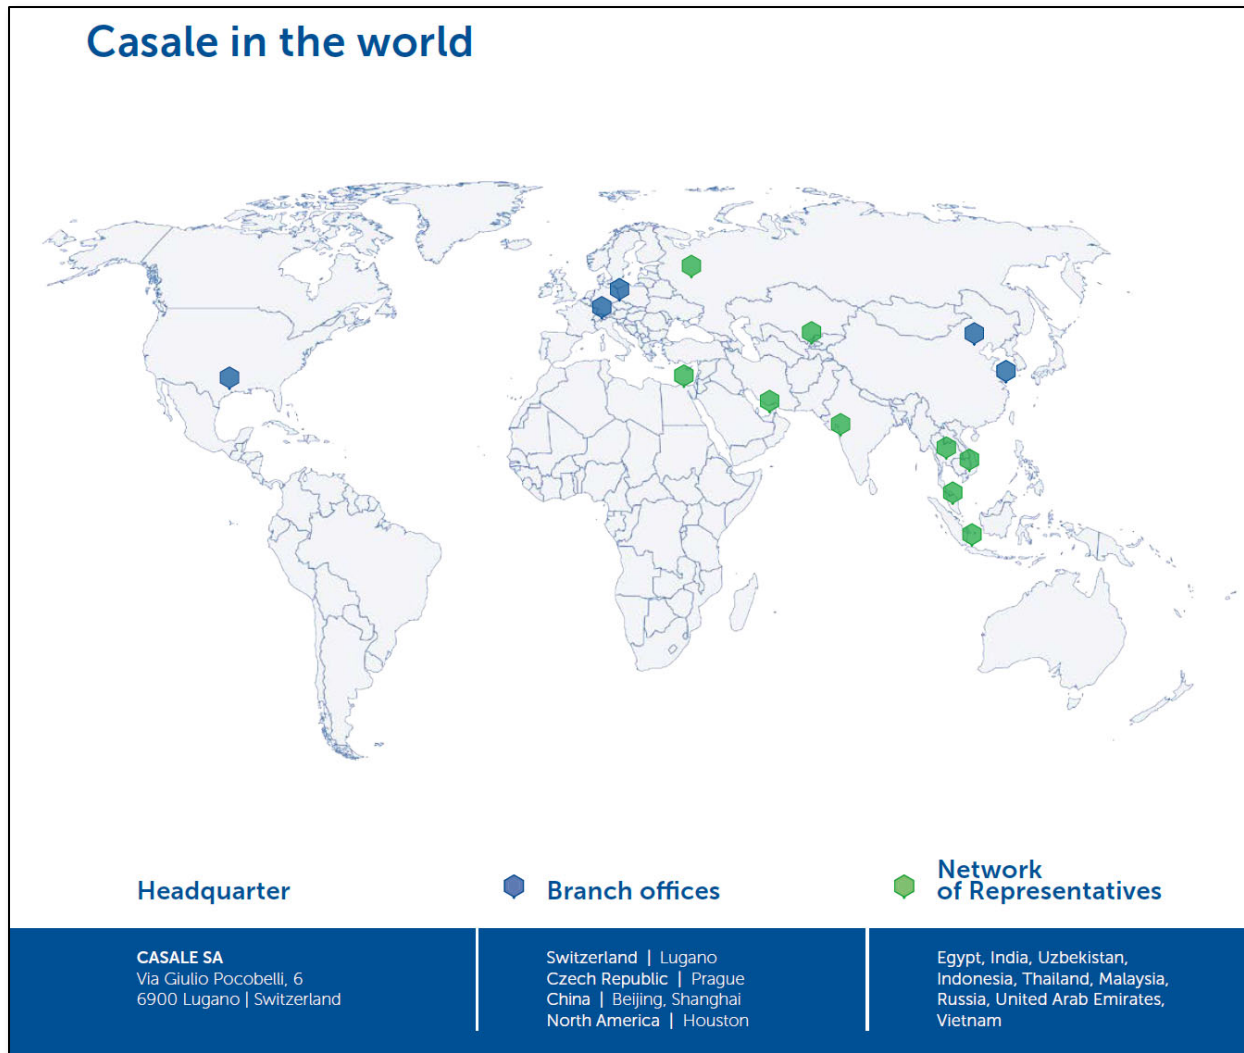 Casale in the world
Headquarter
CASALE SA
Via Giulio Pocobelli, 6
6900 Lugano | Switzerland
Branch offices
Switzerland | Lugano
Czech Republic | Prague
China | Beijing, Shanghai
North America | Houston
Network
of Representatives
Egypt, India, Uzbekistan,
Indonesia, Thailand, Malaysia,
Russia, United Arab Emirates,
Vietnam